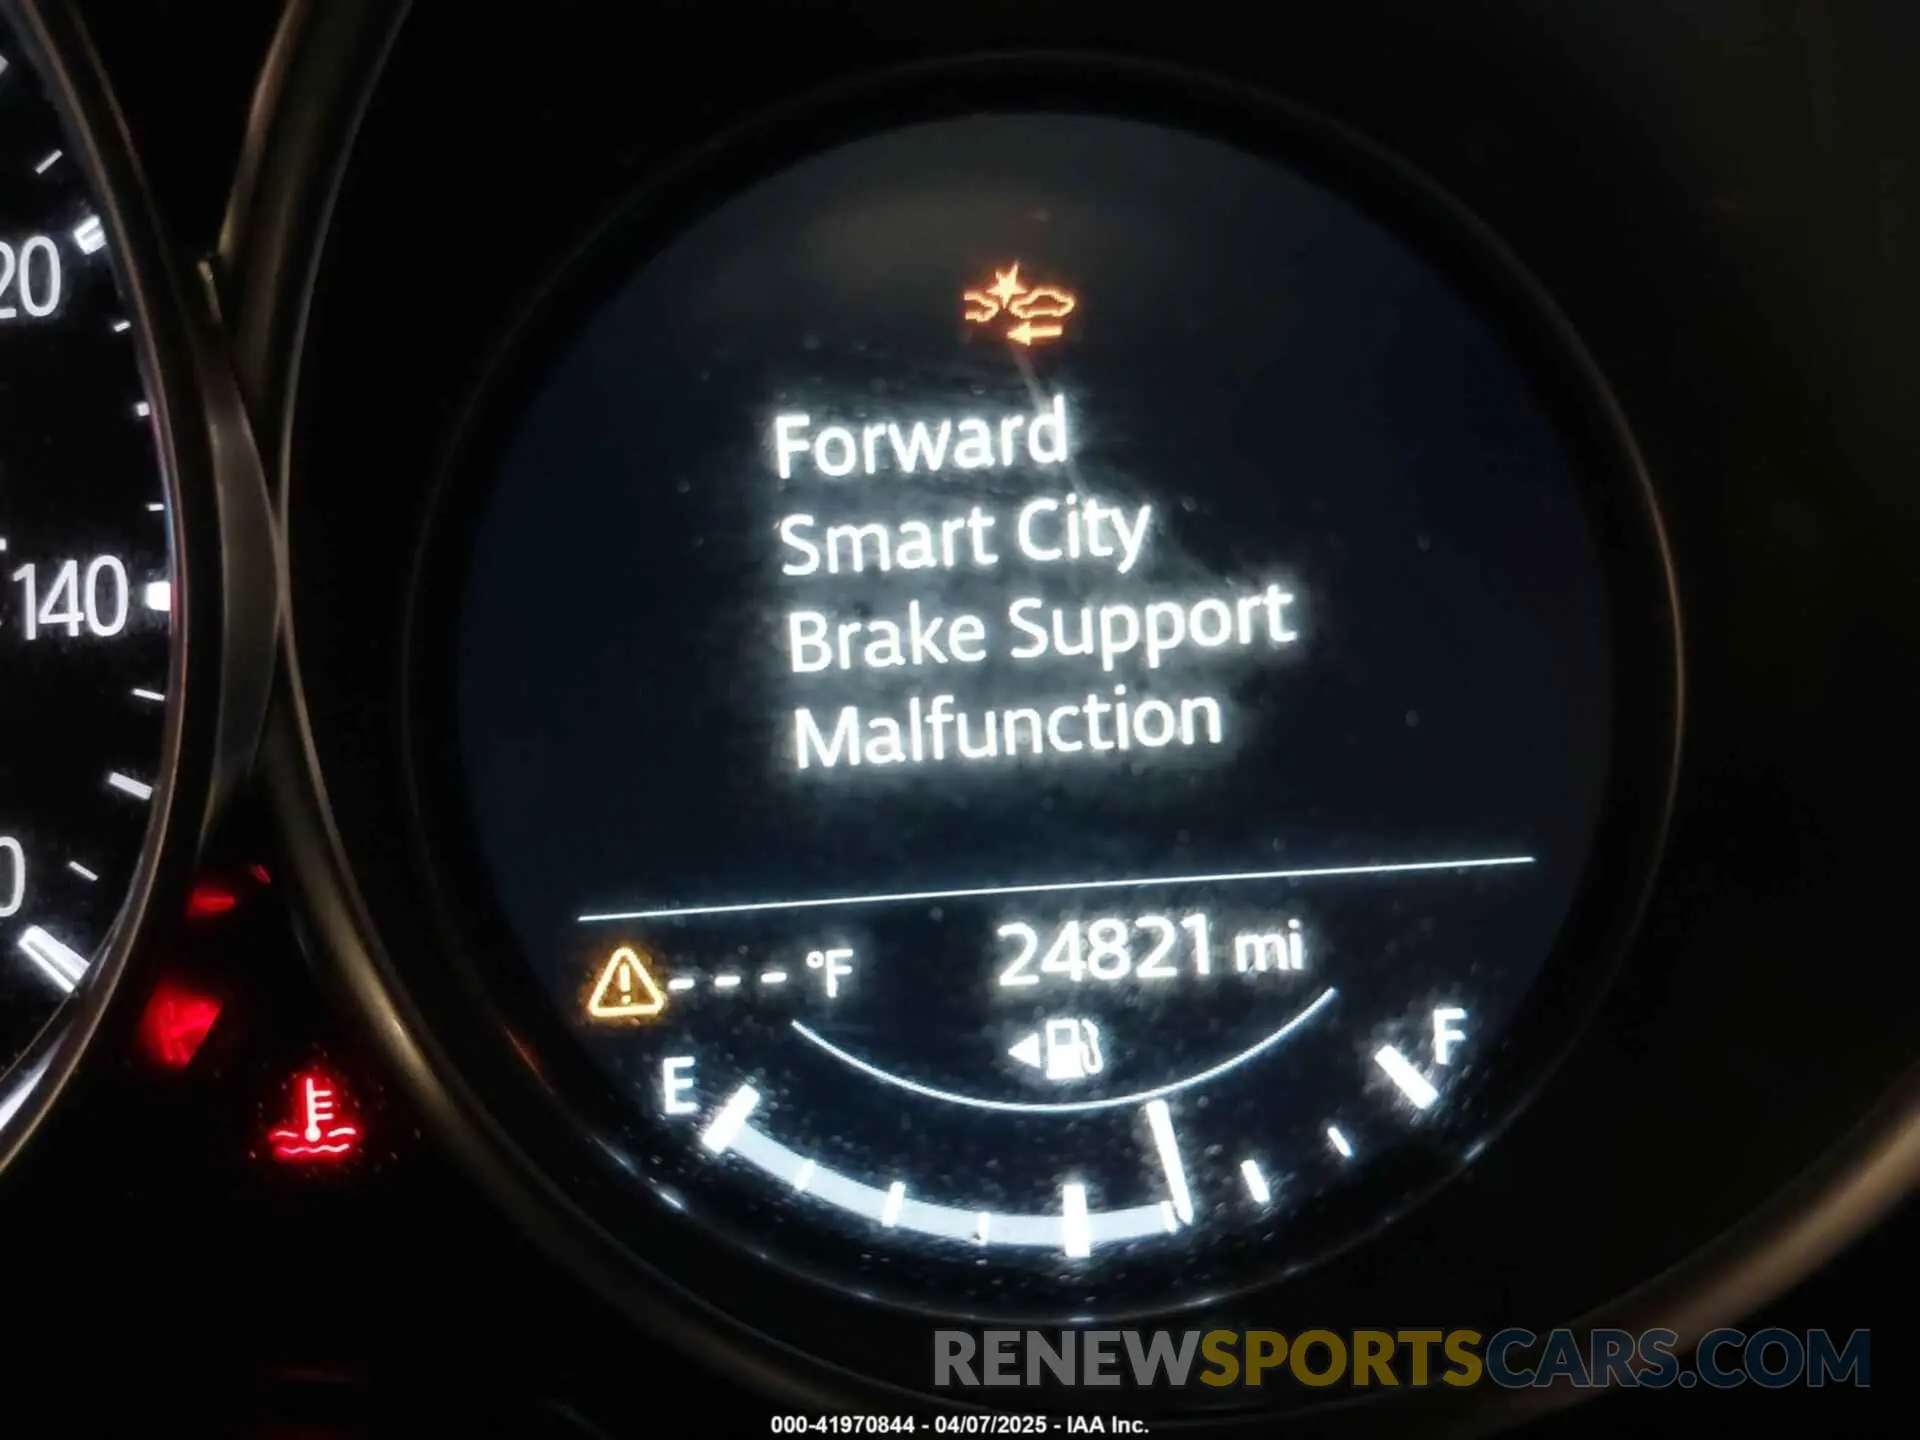 20
140
0
Forward
Smart City
Brake Support
Malfunction
--- °F
24821 mi
E
F
RENEWSPORTSCARS.COM
000-41970844 - 04/07/2025 - IAA Inc.